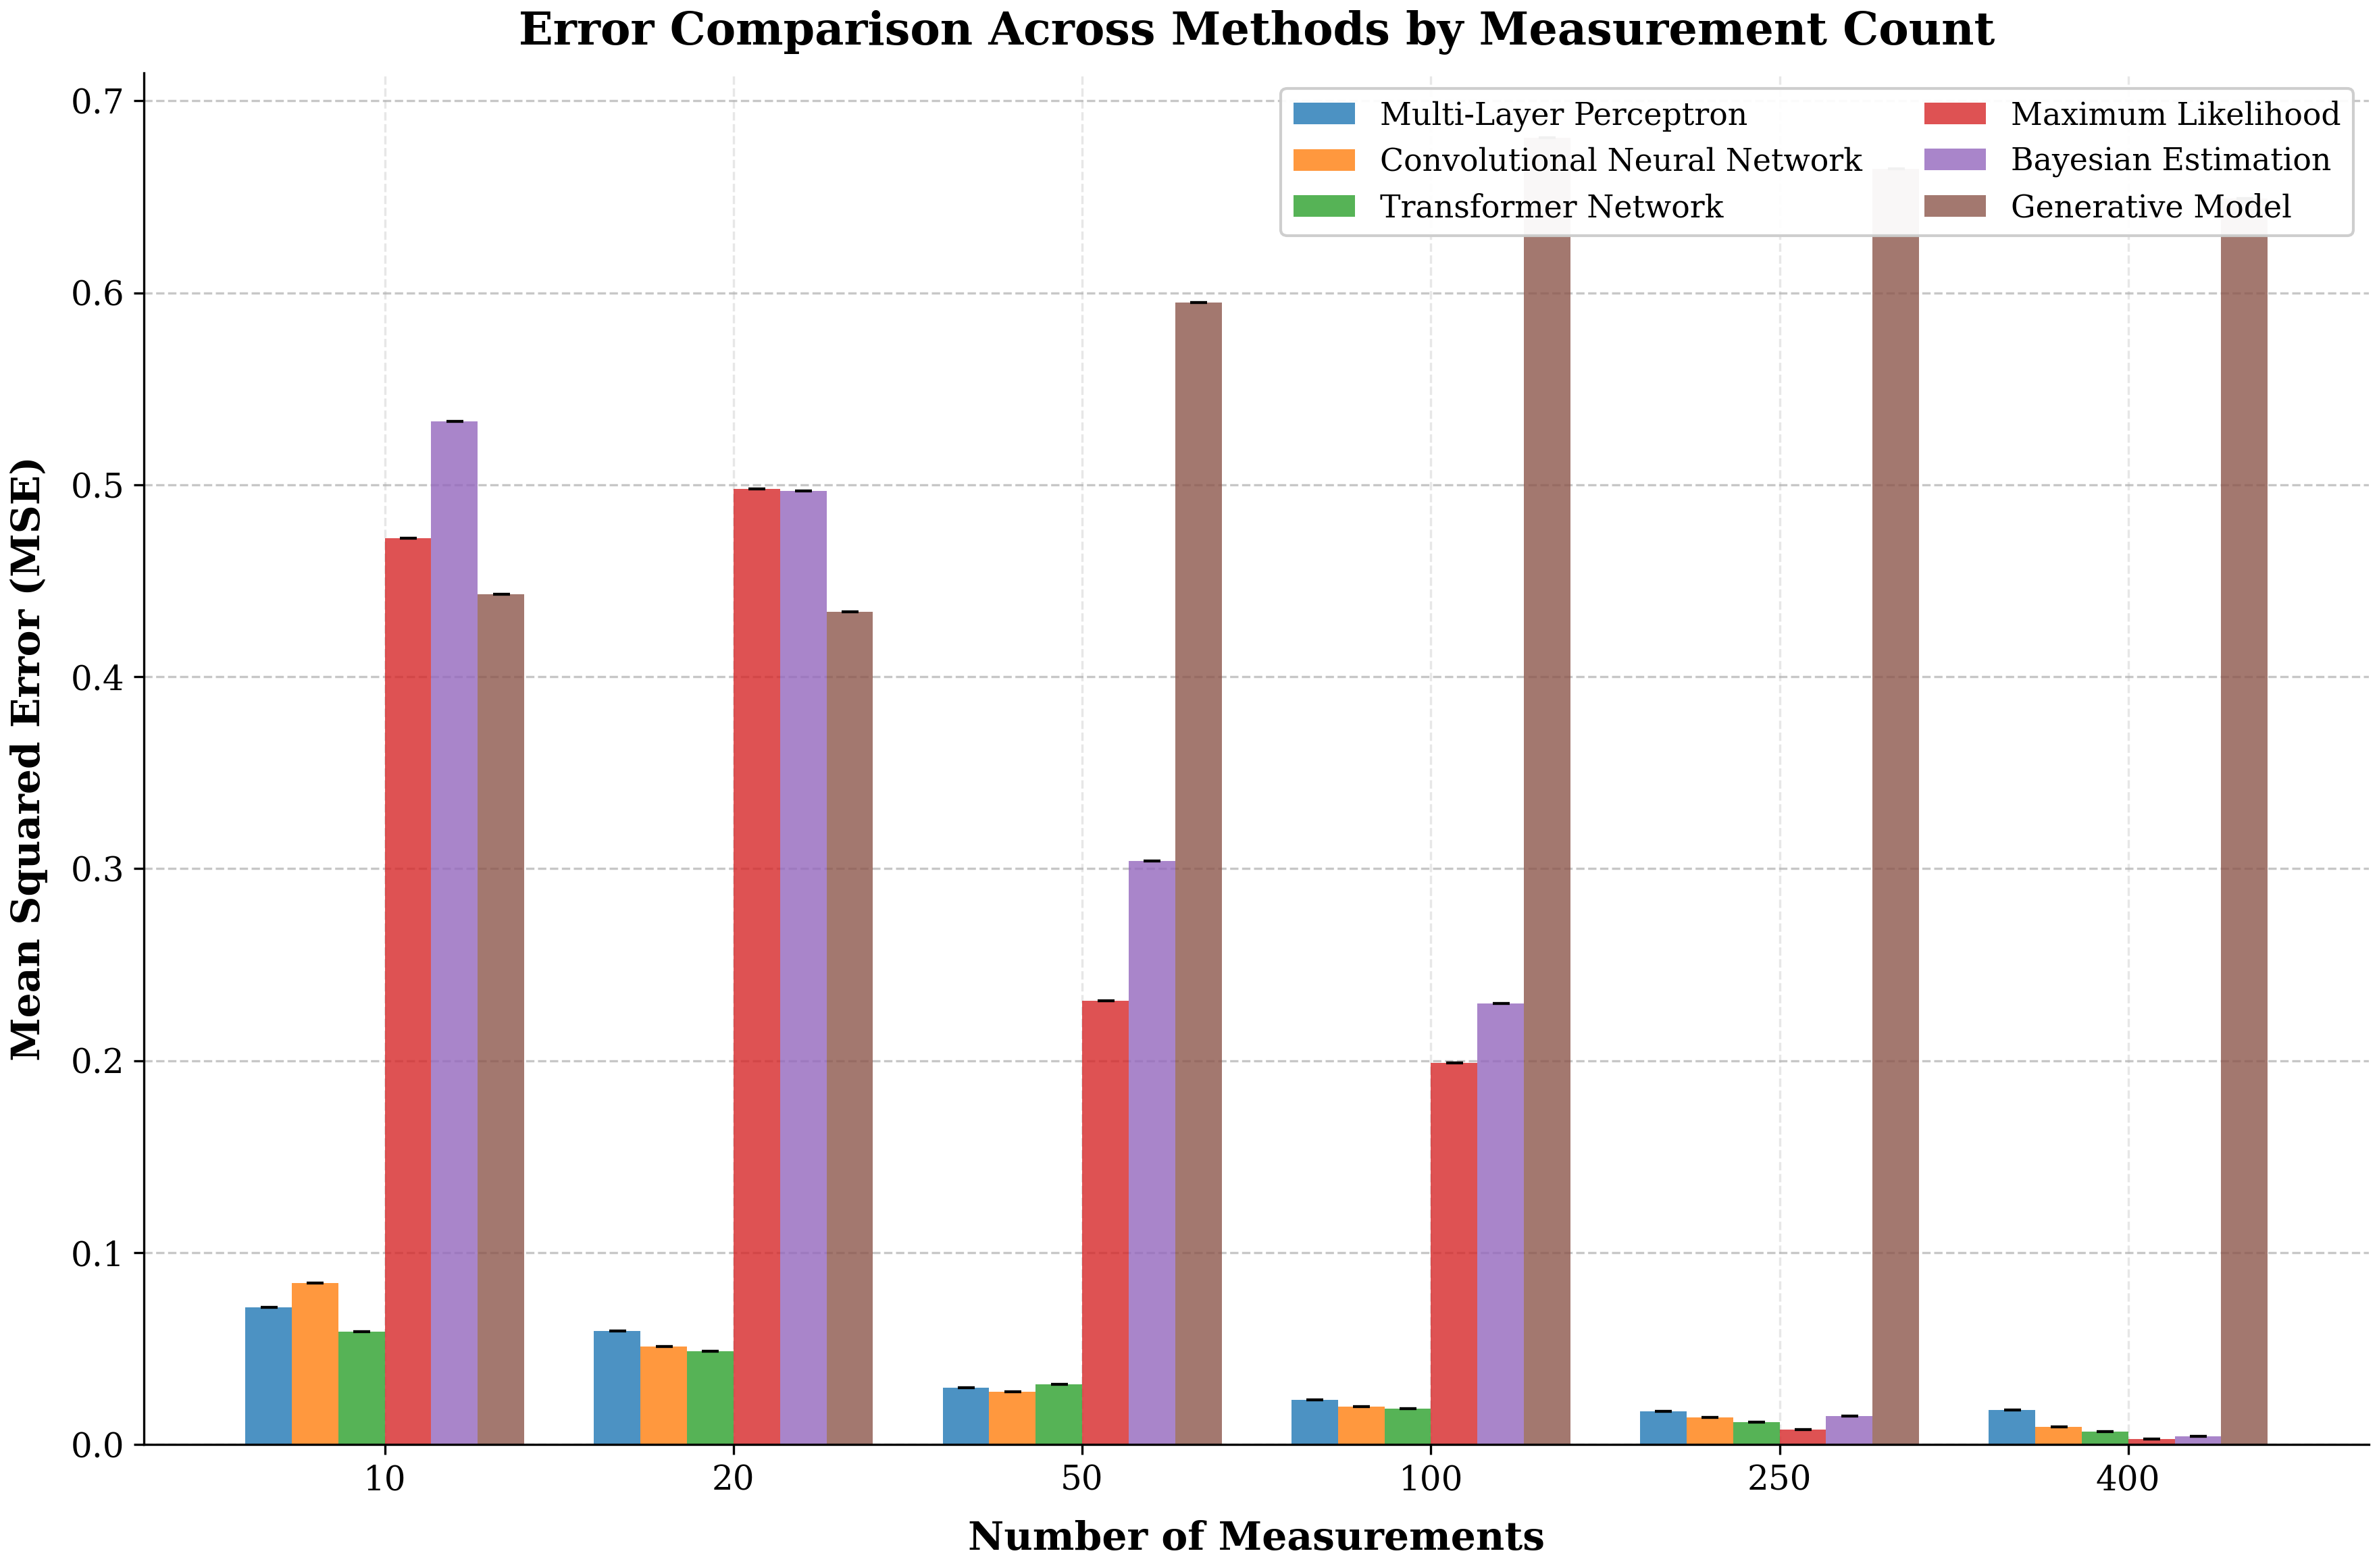 Error Comparison Across Methods by Measurement Count
Multi-Layer Perceptron
Convolutional Neural Network
Transformer Network
Maximum Likelihood
Bayesian Estimation
Generative Model
Mean Squared Error (MSE)
0.7
0.6
0.5
0.4
0.3
0.2
0.1
0.0
10 20 50 100 250 400
Number of Measurements